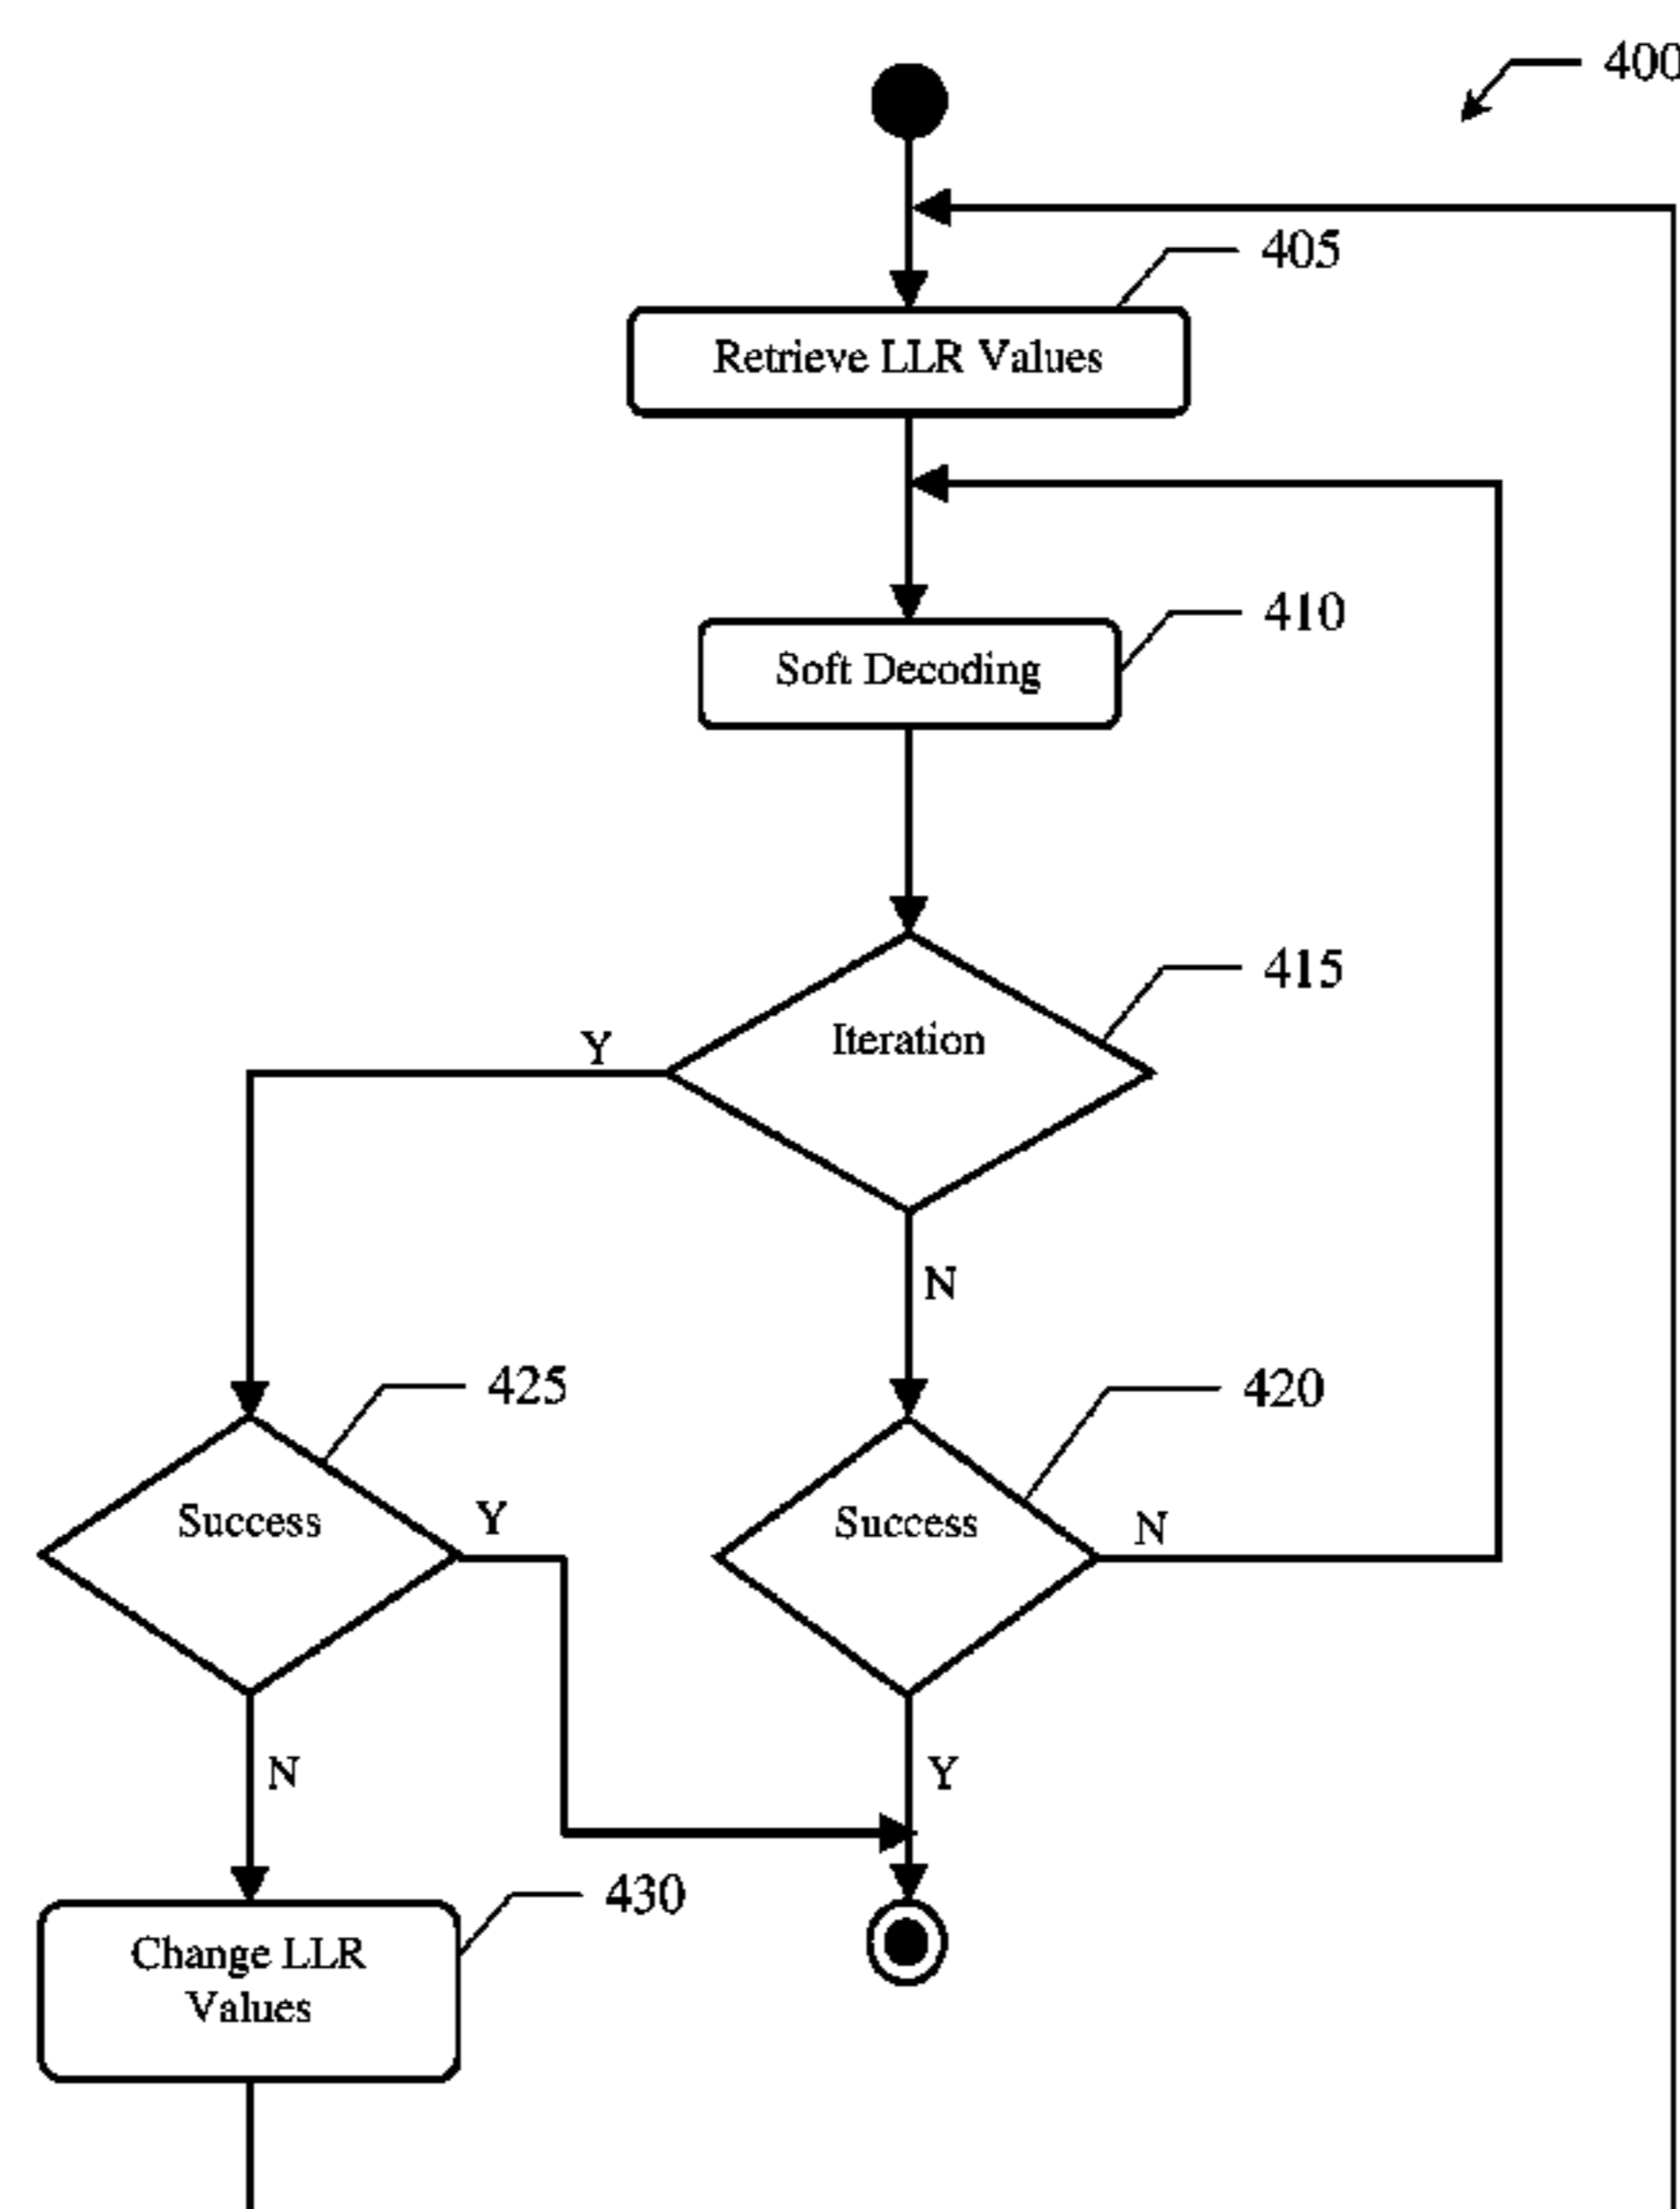 400
405
Retrieve LLR Values
410
Soft Decoding
415
Iteration
Y
N
425
420
Success
Y
Success
N
N
Y
430
Change LLR
Values